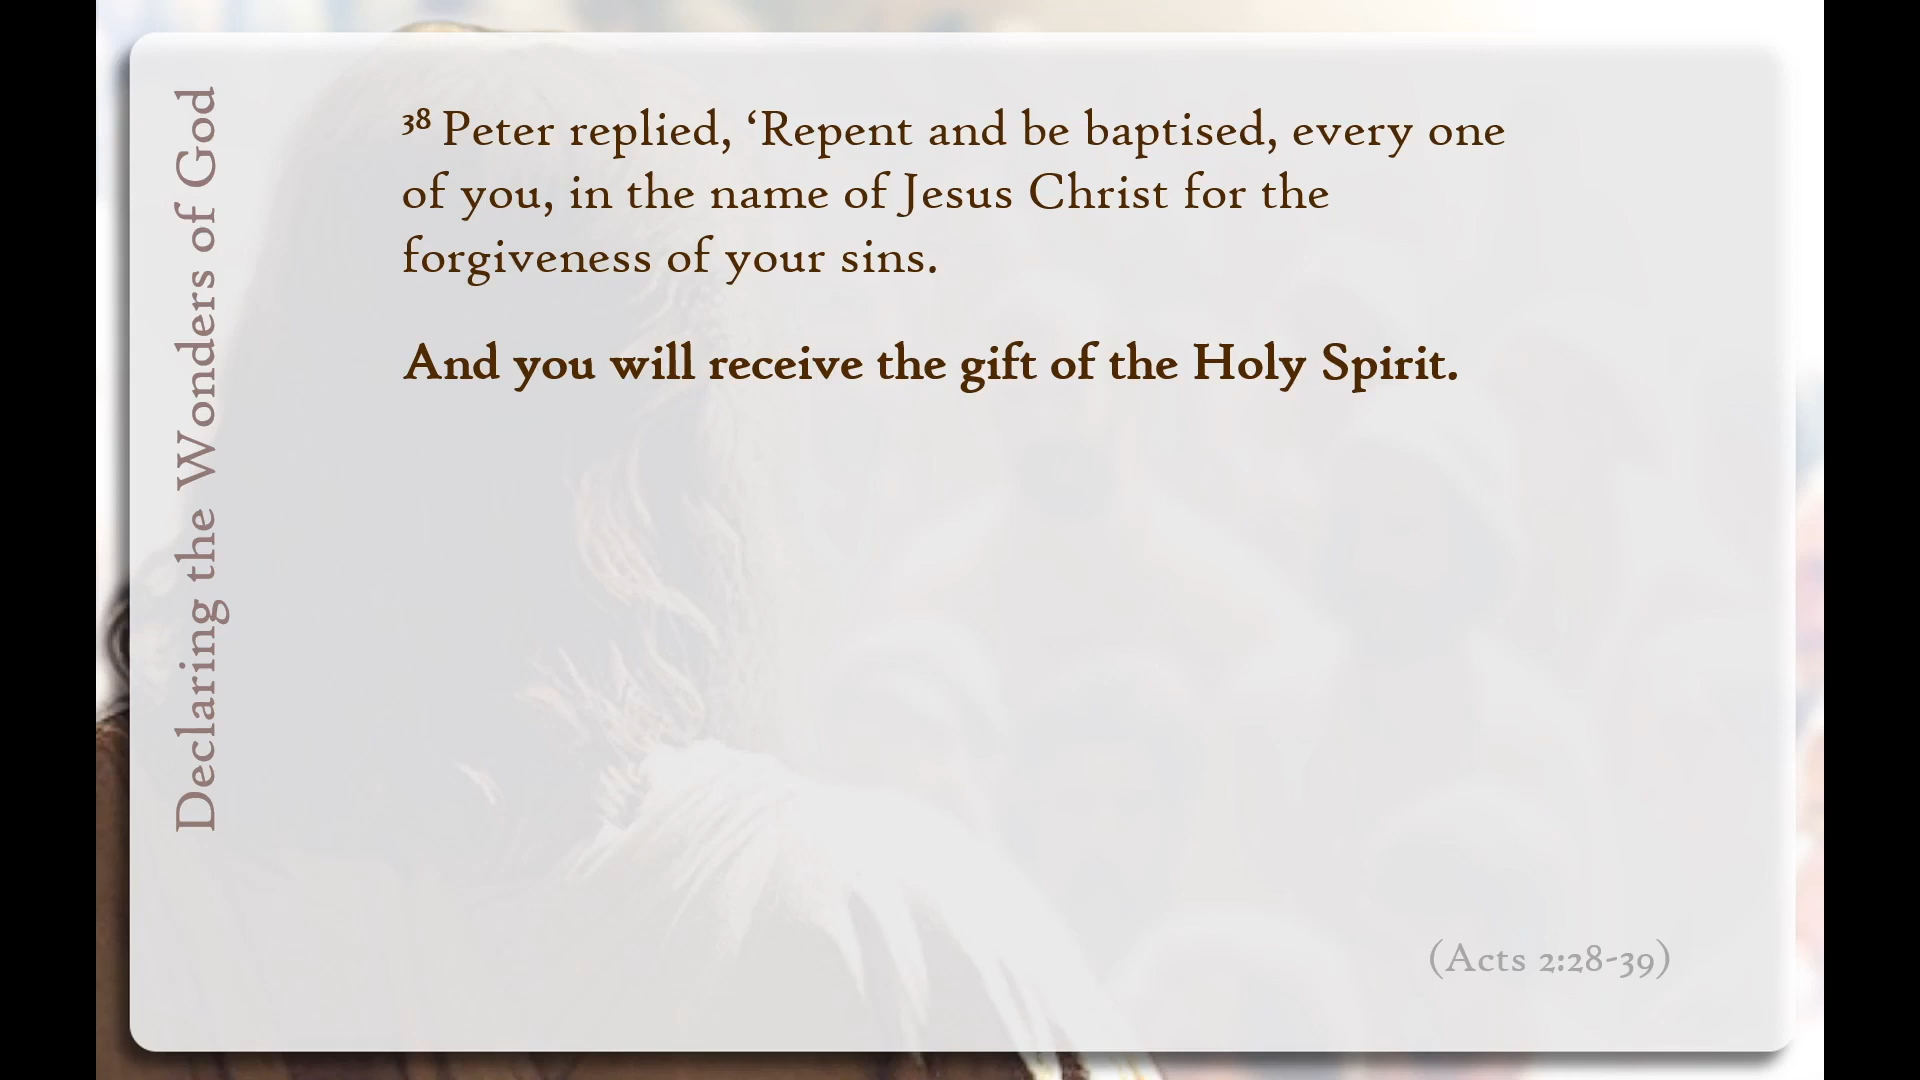 Declaring the Wonders of God
³⁸ Peter replied, ‘Repent and be baptised, every one
of you, in the name of Jesus Christ for the
forgiveness of your sins.
And you will receive the gift of the Holy Spirit.
(Acts 2:28-39)